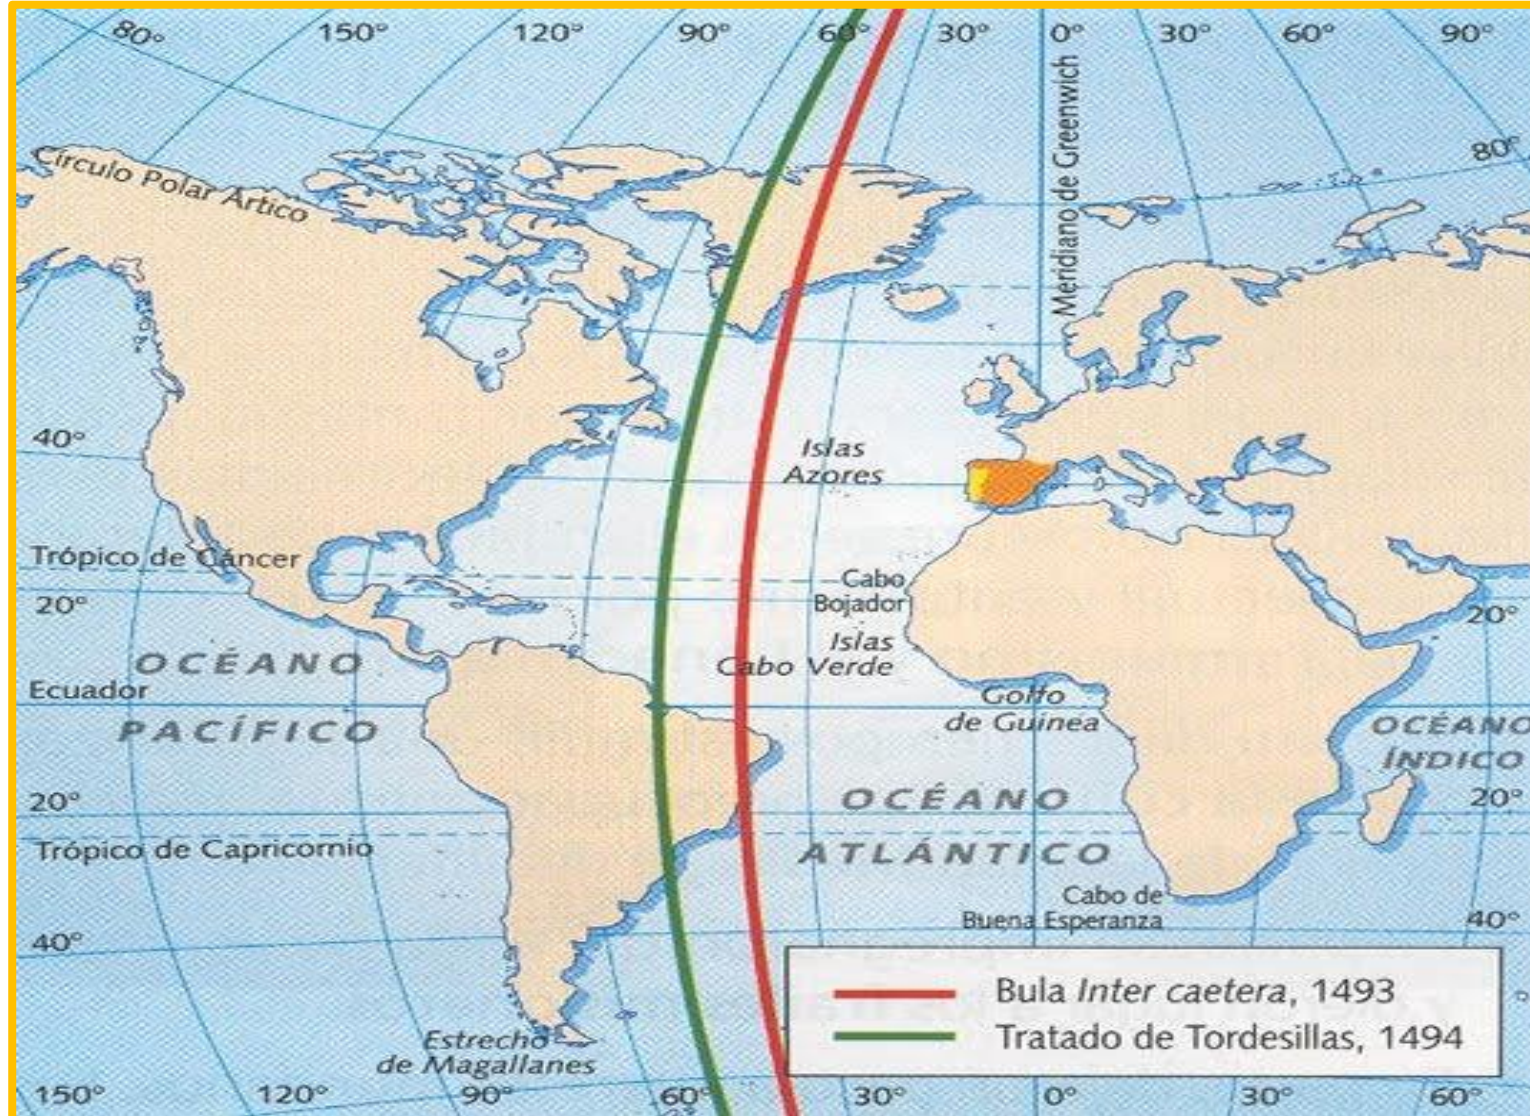 80°
150°
120°
90°
60°
30°
0°
30°
60°
90°
Meridiano de Greenwich
80°
Círculo Polar Ártico
40°
Islas
Azores
Trópico de Cáncer
20°
Cabo
Bojador
20°
Islas
Cabo Verde
OCÉANO
PACÍFICO
Ecuador
Golfo
de Guinea
OCÉANO
ÍNDICO
20°
20°
OCÉANO
ATLÁNTICO
Trópico de Capricornio
Cabo de
Buena Esperanza
40°
40°
Bula Inter caetera, 1493
Tratado de Tordesillas, 1494
Estrecho
de Magallanes
150°
120°
90°
60°
30°
0°
30°
60°